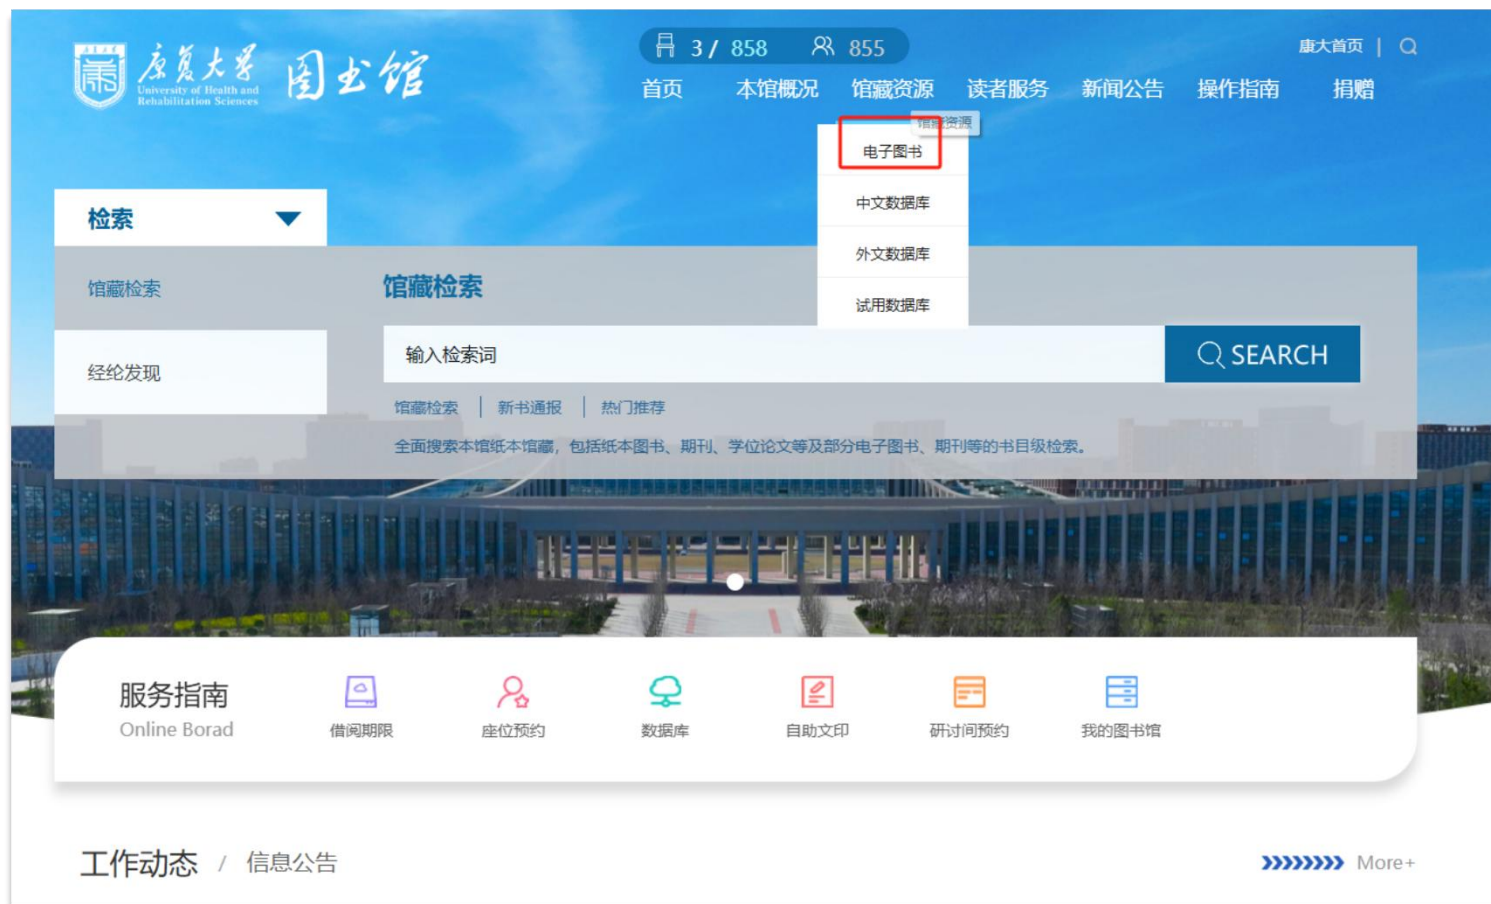 康复大学 图书馆
University of Health and
Rehabilitation Sciences
3 / 858 855
康大首页 |
首页 本馆概况 馆藏资源 读者服务 新闻公告 操作指南 捐赠
馆藏资源
电子图书
中文数据库
外文数据库
试用数据库
检索
馆藏检索
经纶发现
馆藏检索
输入检索词
SEARCH
馆藏检索 | 新书通报 | 热门推荐
全面搜索本馆纸本馆藏，包括纸本图书、期刊、学位论文等及部分电子图书、期刊等的书目级检索。
服务指南
Online Borad
借阅期限 座位预约 数据库 自助文印 研讨间预约 我的图书馆
工作动态 / 信息公告
More+